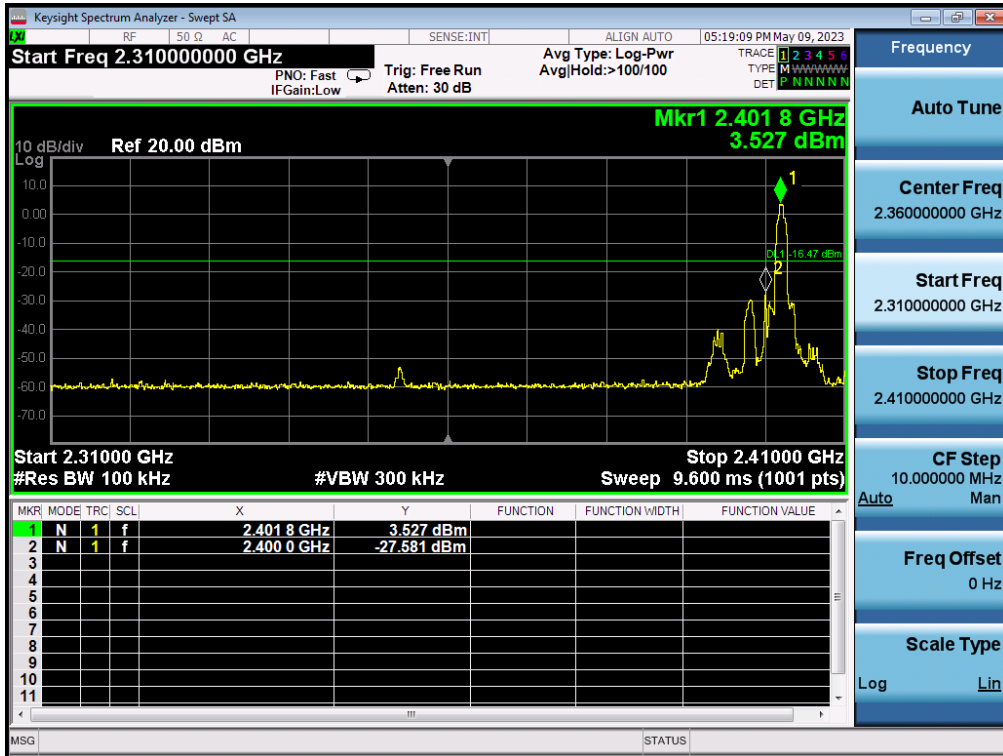 Keysight Spectrum Analyzer - Swept SA
LXI RF 50 Ω AC SENSE:INT ALIGN AUTO 05:19:09 PM May 09, 2023
Start Freq 2.310000000 GHz
PNO: Fast
IFGain:Low
Trig: Free Run
Atten: 30 dB
Avg Type: Log-Pwr
Avg|Hold:>100/100
TRACE 1 2 3 4 5 6
TYPE M WWWWW
DET P N N N N N
Mkr1 2.401 8 GHz
3.527 dBm
10 dB/div Ref 20.00 dBm
Log
10.0
0.00
-10.0
-20.0
-30.0
-40.0
-50.0
-60.0
-70.0
1
DL1 -16.47 dBm
2
Start 2.31000 GHz Stop 2.41000 GHz
#Res BW 100 kHz #VBW 300 kHz Sweep 9.600 ms (1001 pts)
MKR MODE TRC SCL X Y FUNCTION FUNCTION WIDTH FUNCTION VALUE
1 N 1 f 2.401 8 GHz 3.527 dBm
2 N 1 f 2.400 0 GHz -27.581 dBm
3
4
5
6
7
8
9
10
11
MSG STATUS
Frequency
Auto Tune
Center Freq
2.360000000 GHz
Start Freq
2.310000000 GHz
Stop Freq
2.410000000 GHz
CF Step
10.000000 MHz
Auto Man
Freq Offset
0 Hz
Scale Type
Log Lin